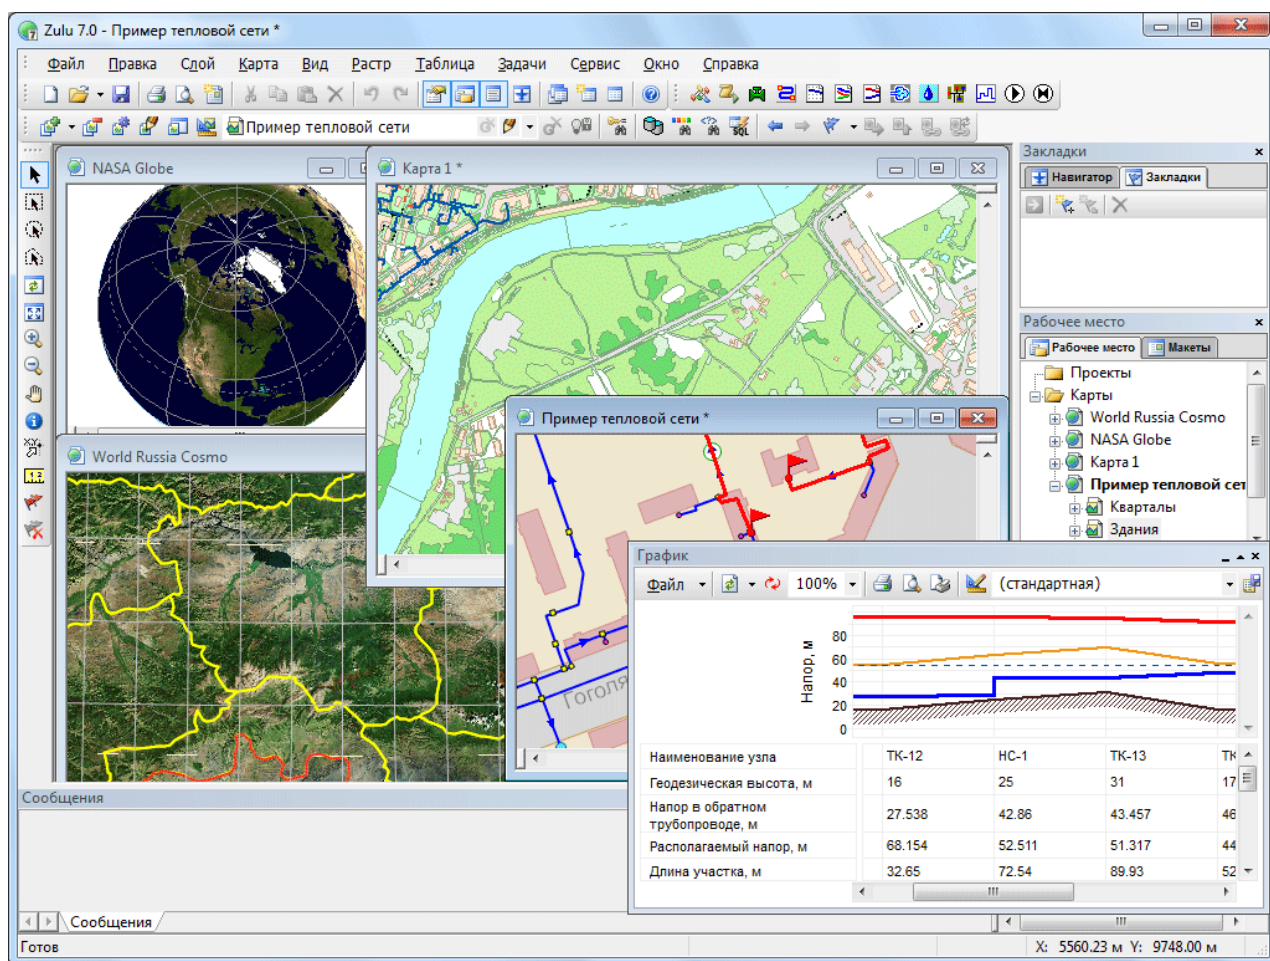 Zulu 7.0 - Пример тепловой сети *
Файл Правка Слой Карта Вид Растр Таблица Задачи Сервис Окно Справка
Пример тепловой сети
NASA Globe
Карта 1 *
World Russia Cosmo
Пример тепловой сети *
Гоголя
Закладки
Навигатор Закладки
Рабочее место
Рабочее место Макеты
Проекты
Карты
World Russia Cosmo
NASA Globe
Карта 1
Пример тепловой сет
Кварталы
Здания
График
Файл 100% (стандартная)
Напор, м
80
60
40
20
0
Наименование узла ТК-12 НС-1 ТК-13 ТК
Геодезическая высота, м 16 25 31 17
Напор в обратном
трубопроводе, м 27.538 42.86 43.457 46
Располагаемый напор, м 68.154 52.511 51.317 44
Длина участка, м 32.65 72.54 89.93 52
Сообщения
Сообщения
Готов
X: 5560.23 м Y: 9748.00 м